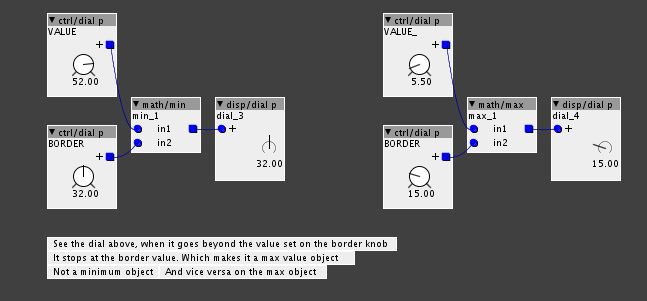 ctrl/dial p
VALUE
+
52.00
ctrl/dial p
BORDER
+
32.00
math/min
min_1
in1
in2
disp/dial p
dial_3
+
32.00
ctrl/dial p
VALUE_
+
5.50
ctrl/dial p
BORDER
+
15.00
math/max
max_1
in1
in2
disp/dial p
dial_4
+
15.00
See the dial above, when it goes beyond the value set on the border knob
It stops at the border value. Which makes it a max value object
Not a minimum object And vice versa on the max object